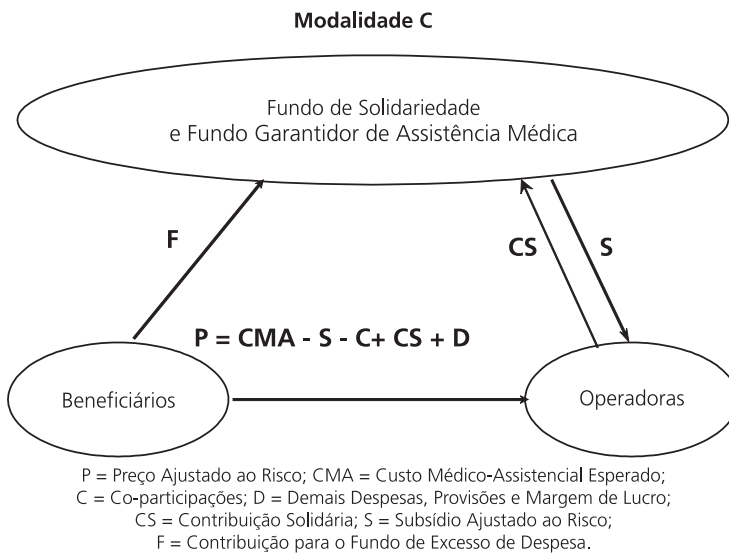 Modalidade C
Fundo de Solidariedade
e Fundo Garantidor de Assistência Médica
F
CS
S
P = CMA - S - C+ CS + D
Beneficiários
Operadoras
P = Preço Ajustado ao Risco; CMA = Custo Médico-Assistencial Esperado;
C = Co-participações; D = Demais Despesas, Provisões e Margem de Lucro;
CS = Contribuição Solidária; S = Subsídio Ajustado ao Risco;
F = Contribuição para o Fundo de Excesso de Despesa.